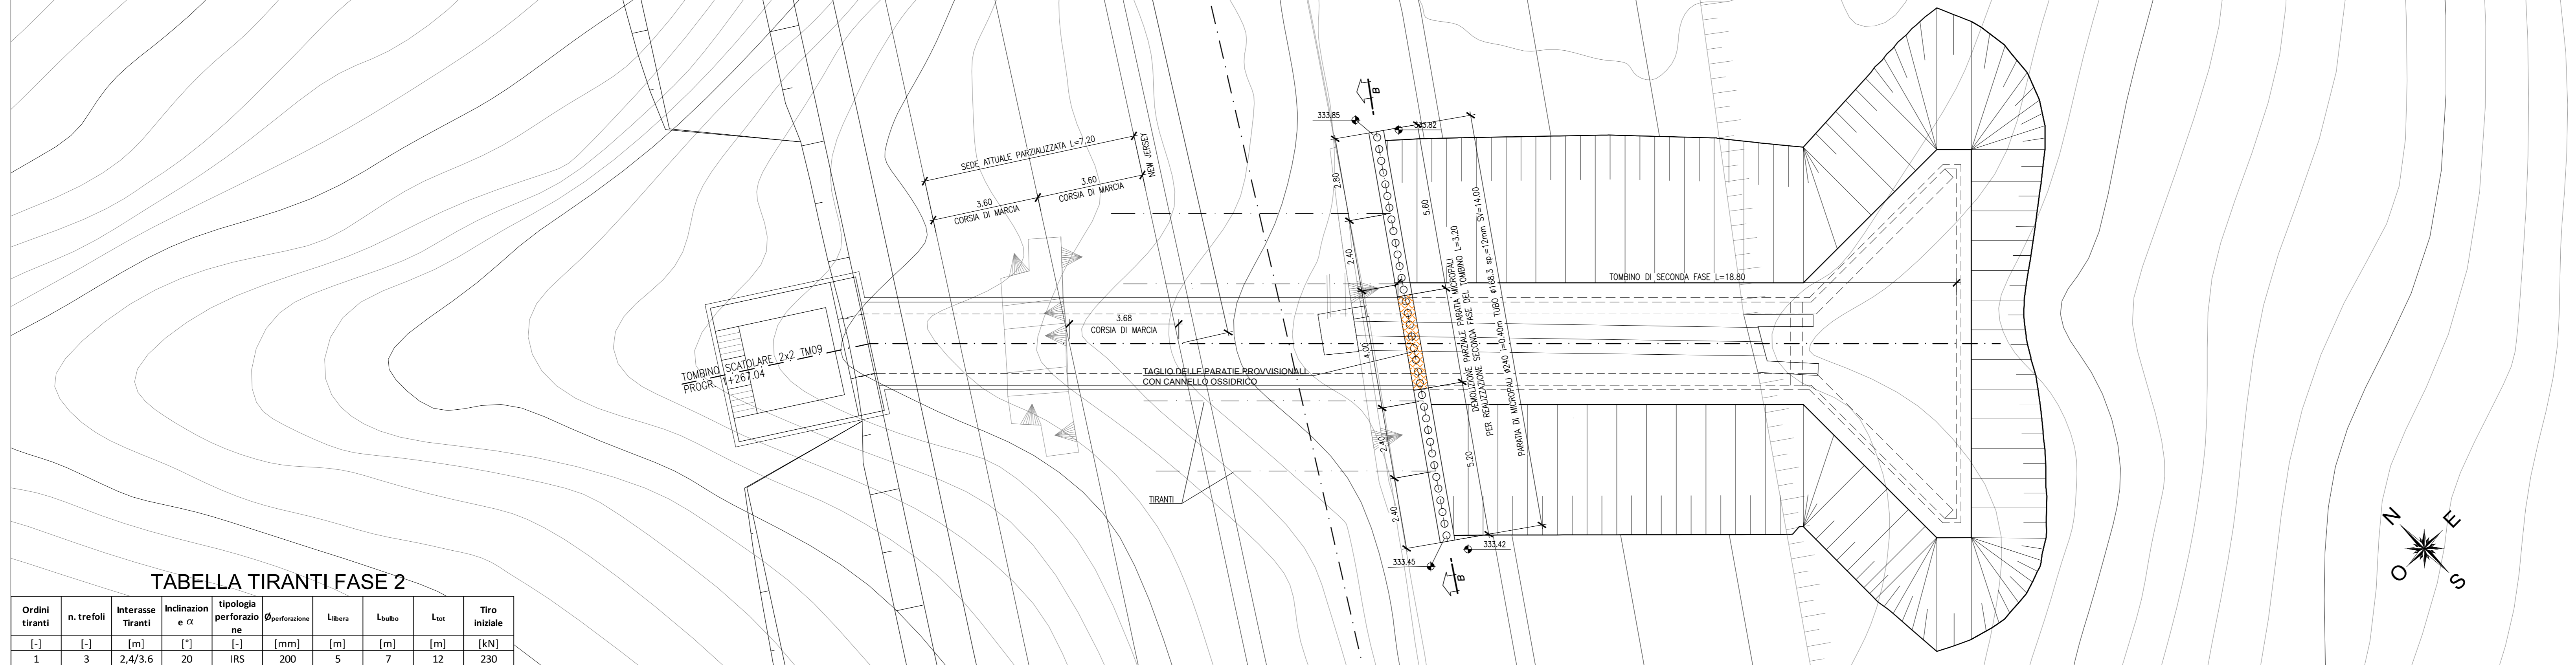 333.85
B
333.82
SEDE ATTUALE PARZIALIZZATA L=7.20
NEW JERSEY
3.60
CORSIA DI MARCIA
3.60
CORSIA DI MARCIA
2.80
5.60
2.40
TOMBINO DI SECONDA FASE L=18.80
3.68
CORSIA DI MARCIA
4.00
DEMOLIZIONE PARZIALE PARATIA MICROPALI
PER REALIZZAZIONE SECONDA FASE DEL TOMBINO L=3.20
PARATIA DI MICROPALI Ø240 i=0.40m TUBO Ø168.3 sp.=12mm SV=14.00
TOMBINO SCATOLARE 2x2 TM09
PROGR. 1+267.04
TAGLIO DELLE PARATIE PROVVISIONALI
CON CANNELLO OSSIDRICO
2.40
5.20
2.40
TIRANTI
333.42
333.45
B
N
E
O
S
TABELLA TIRANTI FASE 2
Ordini tiranti
n. trefoli
Interasse Tiranti
Inclinazion e α
tipologia perforazio ne
Øperforazione
Llibera
Lbulbo
Ltot
Tiro iniziale
[-] [-] [m] [°] [-] [mm] [m] [m] [m] [kN]
1 3 2,4/3.6 20 IRS 200 5 7 12 230